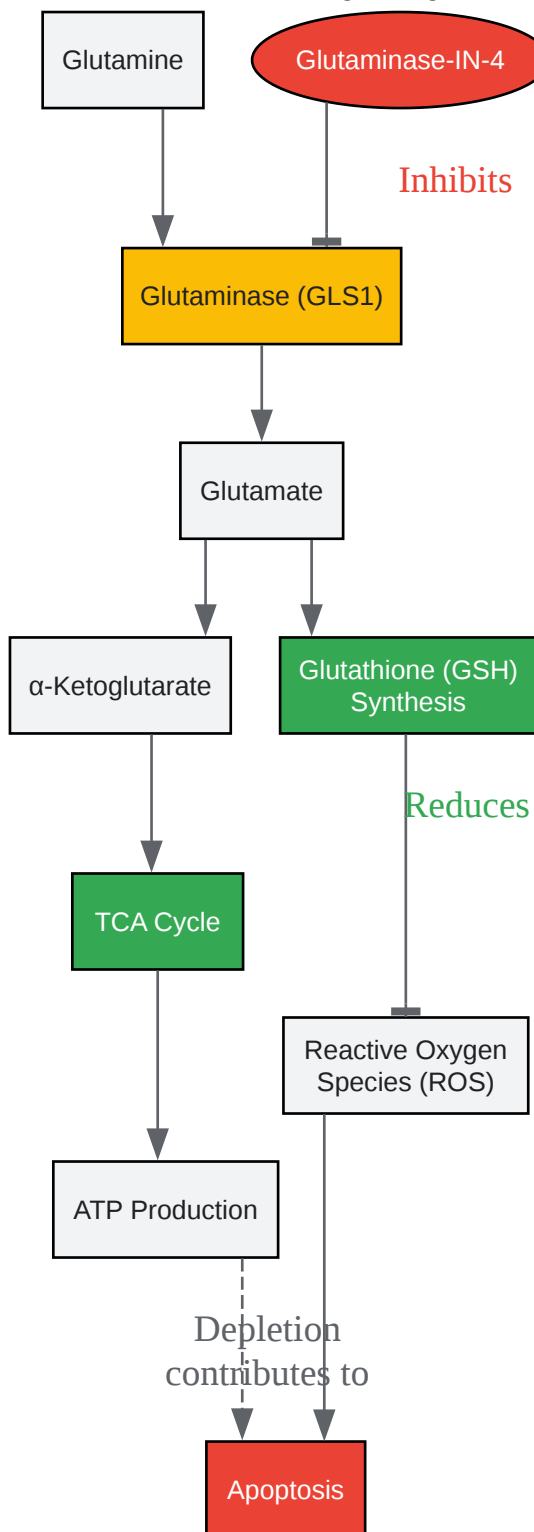 Glutamine
Glutaminase-IN-4
Inhibits
Glutaminase (GLS1)
Glutamate
α-Ketoglutarate
Glutathione (GSH)
Synthesis
Reduces
TCA Cycle
Reactive Oxygen
Species (ROS)
ATP Production
Depletion
contributes to
Apoptosis